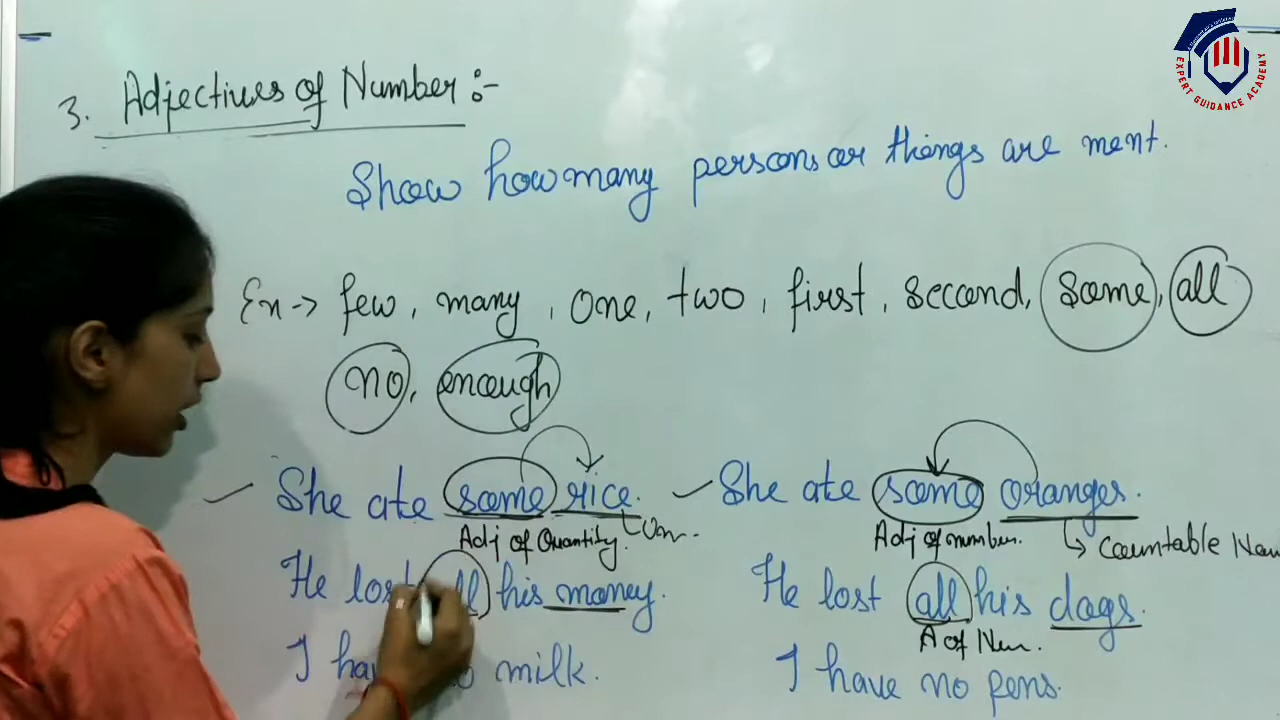 3. Adjectives of Number :-
Show how many persons or things are ment.
Ex -> few, many, one, two, first, second, some, all
no, enough
She ate some rice. She ate some oranges.
Adj of Quantity. Un.. Adj of number. Countable Noun
He lost all his money. He lost all his dogs.
A of Num.
I have no milk. I have no pens.
EXPERT GUIDANCE ACADEMY